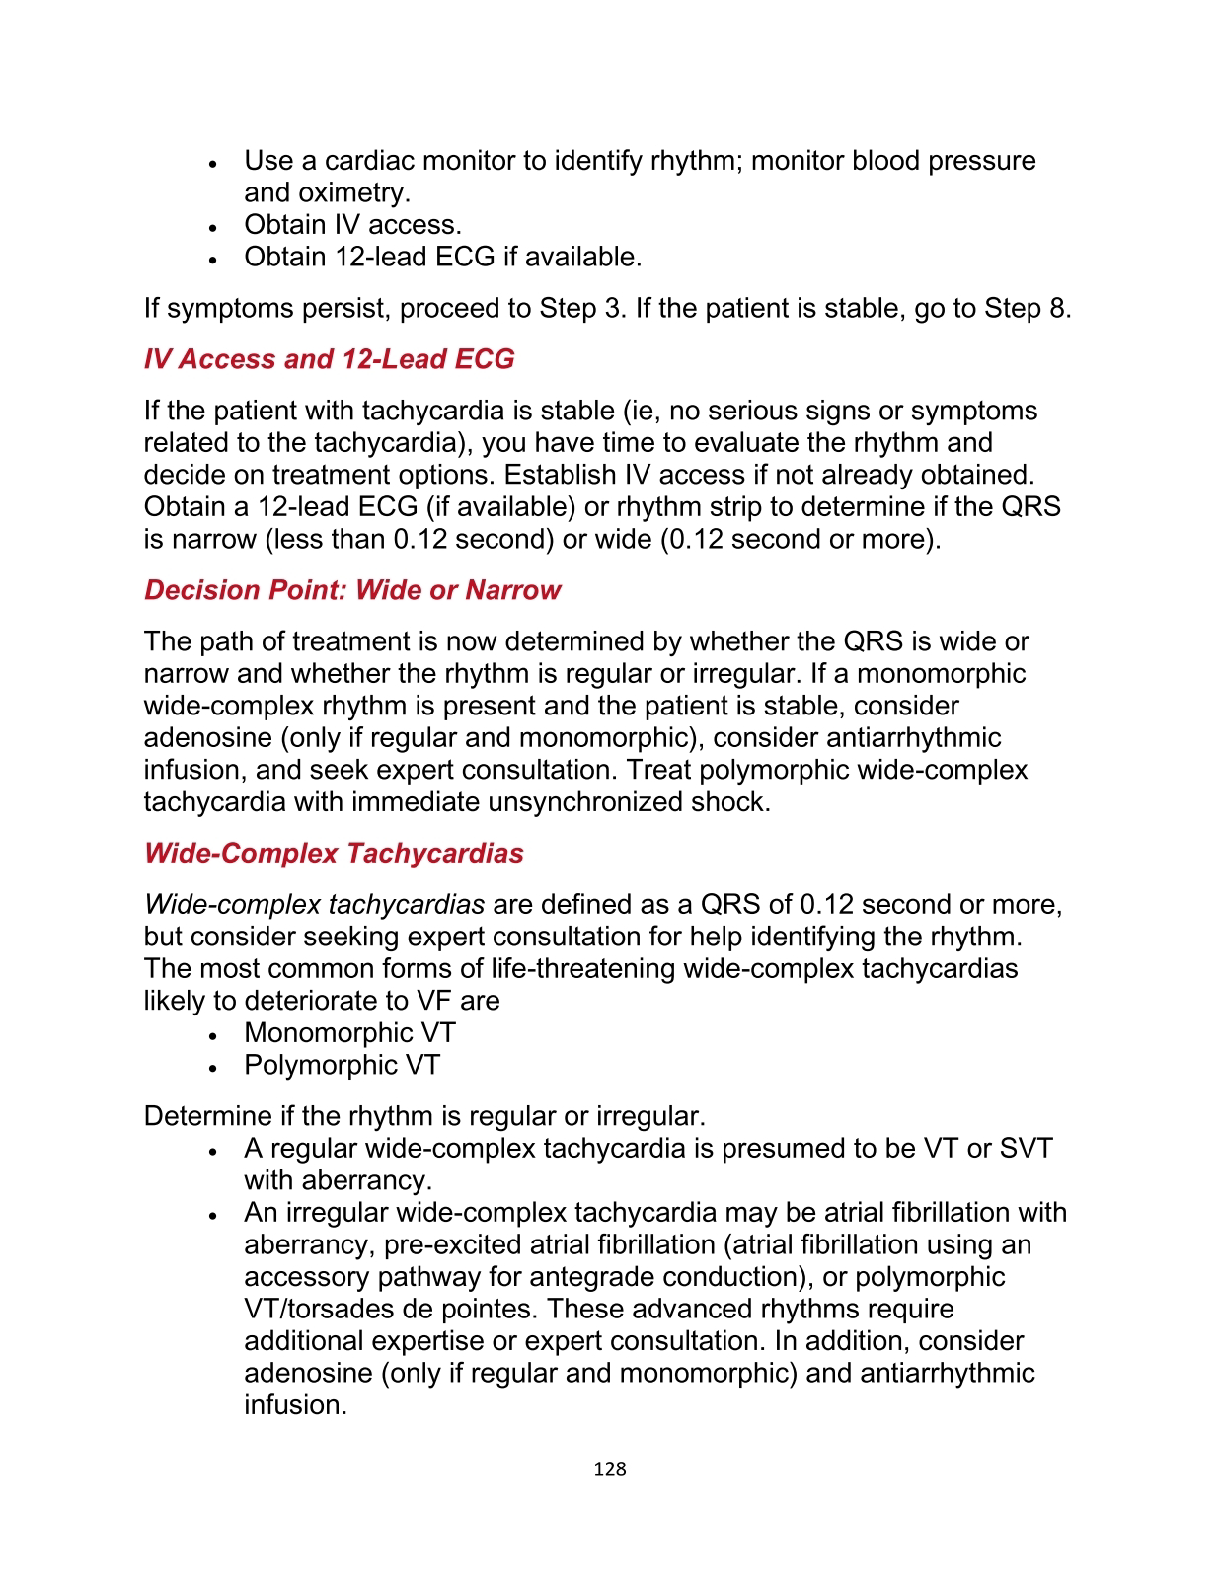 • Use a cardiac monitor to identify rhythm; monitor blood pressure
and oximetry.
• Obtain IV access.
• Obtain 12-lead ECG if available.
If symptoms persist, proceed to Step 3. If the patient is stable, go to Step 8.
IV Access and 12-Lead ECG
If the patient with tachycardia is stable (ie, no serious signs or symptoms
related to the tachycardia), you have time to evaluate the rhythm and
decide on treatment options. Establish IV access if not already obtained.
Obtain a 12-lead ECG (if available) or rhythm strip to determine if the QRS
is narrow (less than 0.12 second) or wide (0.12 second or more).
Decision Point: Wide or Narrow
The path of treatment is now determined by whether the QRS is wide or
narrow and whether the rhythm is regular or irregular. If a monomorphic
wide-complex rhythm is present and the patient is stable, consider
adenosine (only if regular and monomorphic), consider antiarrhythmic
infusion, and seek expert consultation. Treat polymorphic wide-complex
tachycardia with immediate unsynchronized shock.
Wide-Complex Tachycardias
Wide-complex tachycardias are defined as a QRS of 0.12 second or more,
but consider seeking expert consultation for help identifying the rhythm.
The most common forms of life-threatening wide-complex tachycardias
likely to deteriorate to VF are
• Monomorphic VT
• Polymorphic VT
Determine if the rhythm is regular or irregular.
• A regular wide-complex tachycardia is presumed to be VT or SVT
with aberrancy.
• An irregular wide-complex tachycardia may be atrial fibrillation with
aberrancy, pre-excited atrial fibrillation (atrial fibrillation using an
accessory pathway for antegrade conduction), or polymorphic
VT/torsades de pointes. These advanced rhythms require
additional expertise or expert consultation. In addition, consider
adenosine (only if regular and monomorphic) and antiarrhythmic
infusion.
128